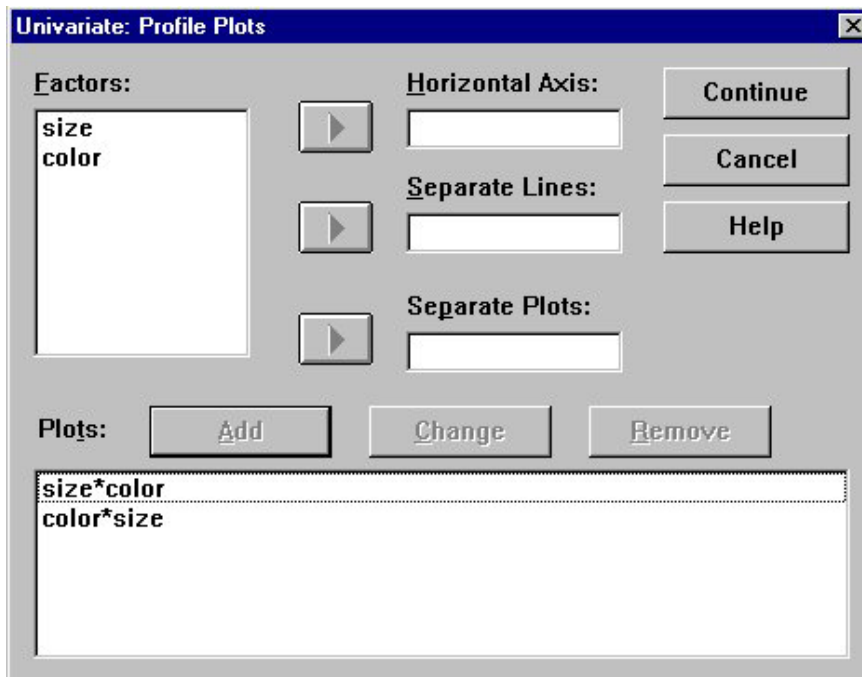 Univariate: Profile Plots
Factors:
size
color
Horizontal Axis:
Separate Lines:
Separate Plots:
Continue
Cancel
Help
Plots:
Add
Change
Remove
size*color
color*size